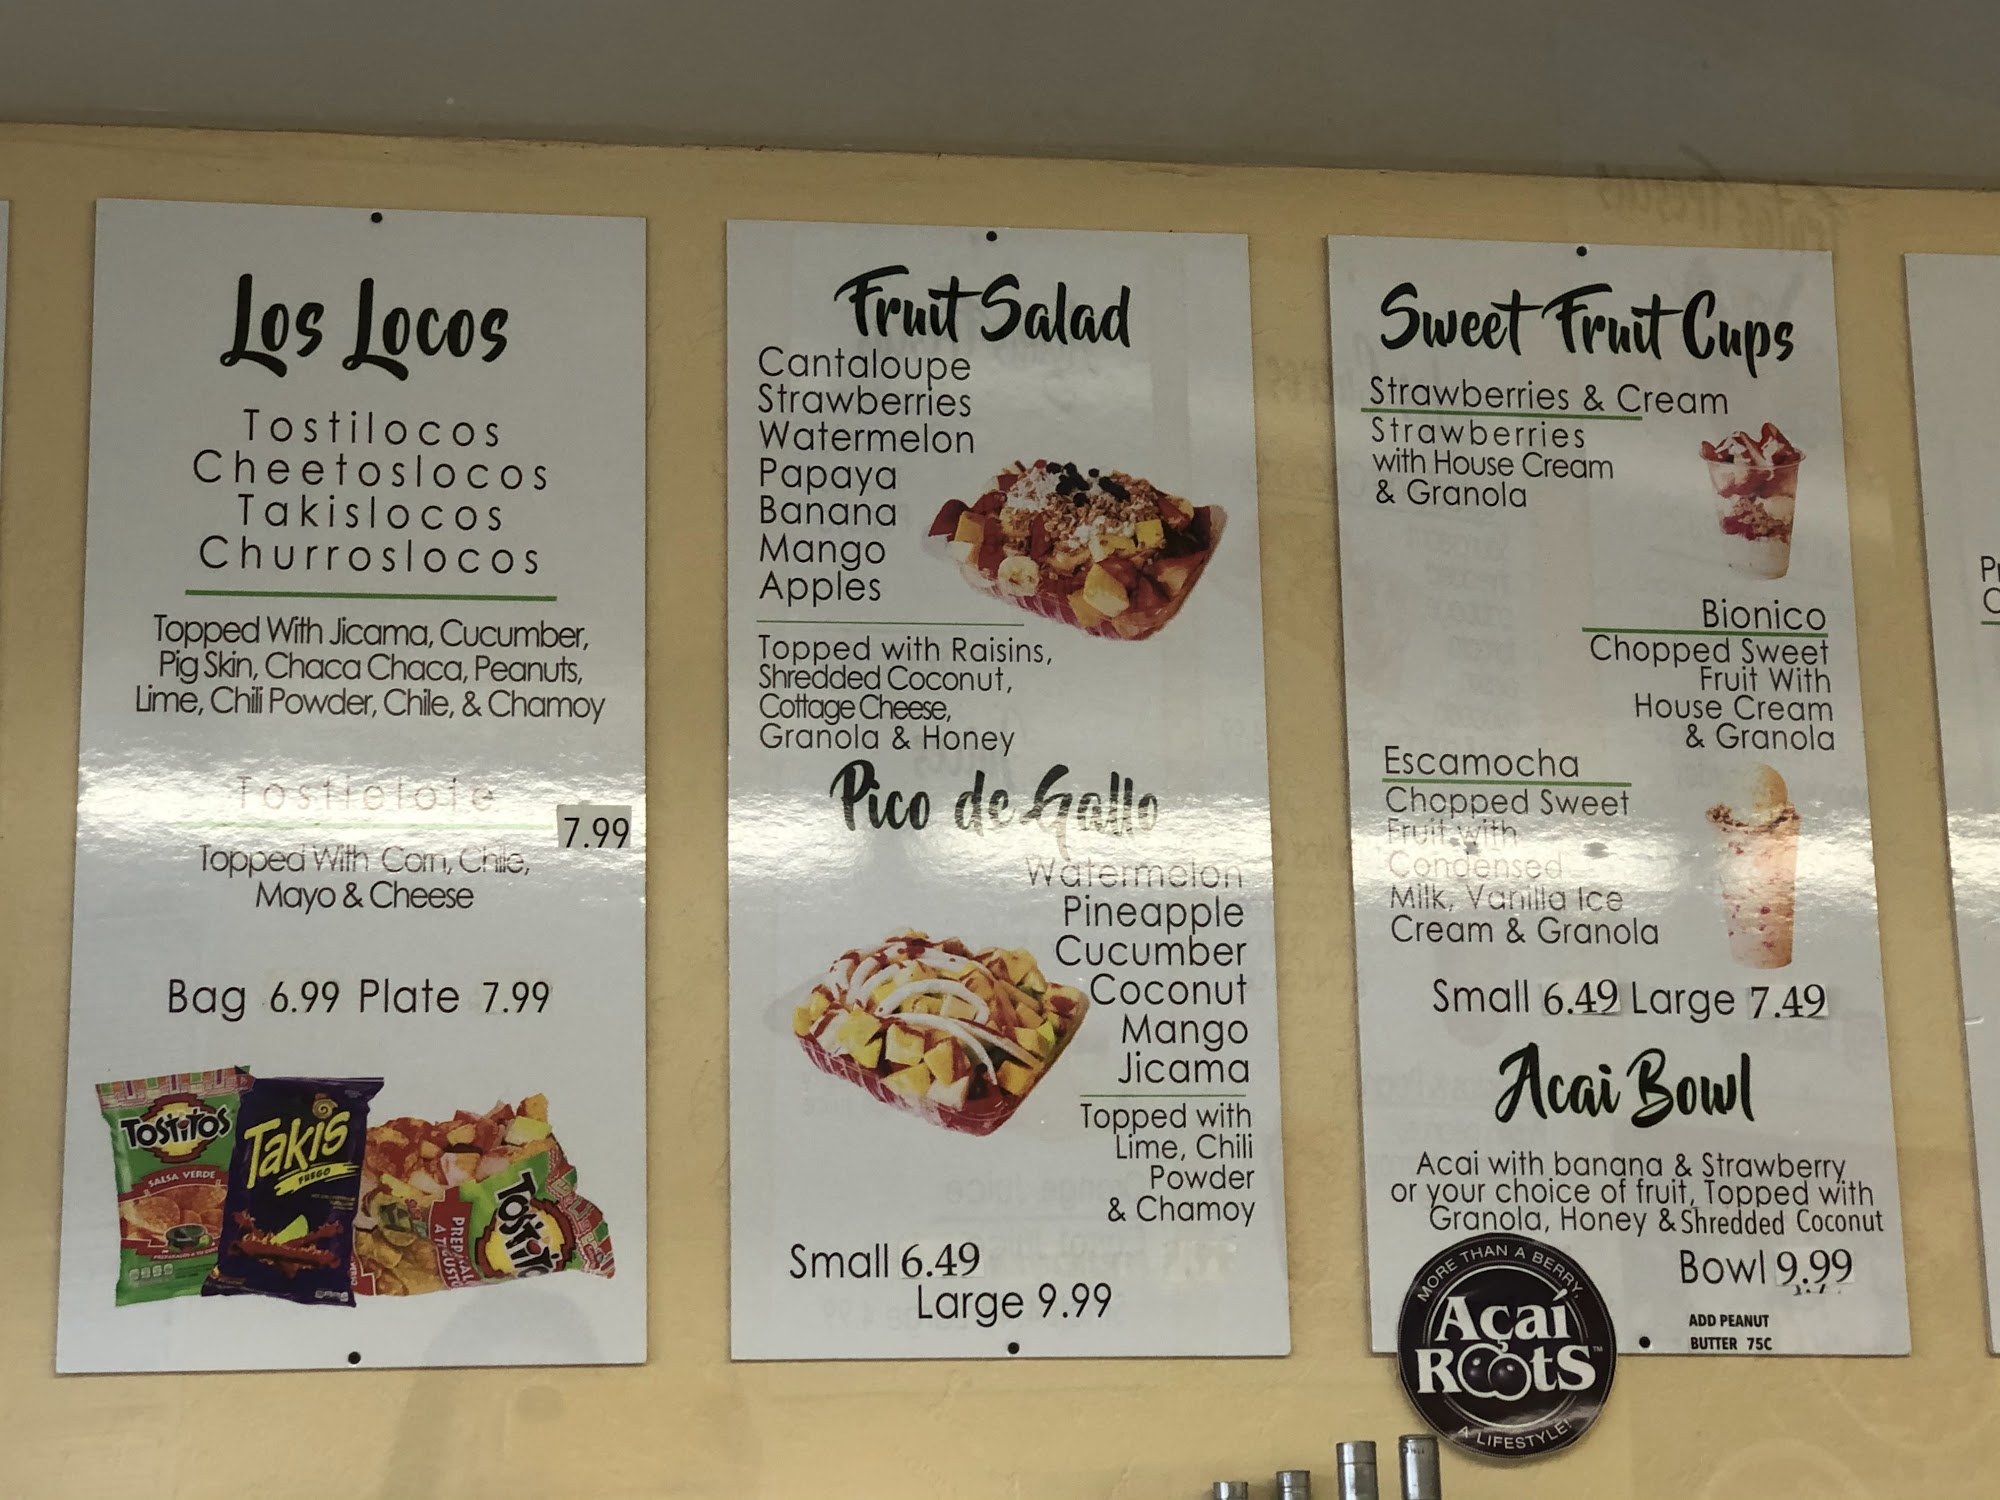 Los Locos
Tostilocos
Cheetoslocos
Takislocos
Churroslocos
Topped With Jicama, Cucumber,
Pig Skin, Chaca Chaca, Peanuts,
Lime, Chili Powder, Chile, & Chamoy
Tostielote
7.99
Topped With Corn, Chile,
Mayo & Cheese
Bag 6.99 Plate 7.99
TOSTITOS
SALSA VERDE
TAKIS
FUEGO
TOSTITO
Fruit Salad
Cantaloupe
Strawberries
Watermelon
Papaya
Banana
Mango
Apples
Topped with Raisins,
Shredded Coconut,
Cottage Cheese,
Granola & Honey
Pico de Gallo
Watermelon
Pineapple
Cucumber
Coconut
Mango
Jicama
Topped with
Lime, Chili
Powder
& Chamoy
Small 6.49
Large 9.99
Sweet Fruit Cups
Strawberries & Cream
Strawberries
with House Cream
& Granola
Bionico
Chopped Sweet
Fruit With
House Cream
& Granola
Escamocha
Chopped Sweet
Fruit with
Condensed
Milk, Vanilla Ice
Cream & Granola
Small 6.49 Large 7.49
Acai Bowl
Acai with banana & Strawberry
or your choice of fruit, Topped with
Granola, Honey & Shredded Coconut
Bowl 9.99
ADD PEANUT
BUTTER 75C
MORE THAN A BERRY.
Açaí
ROOTS™
A LIFESTYLE!